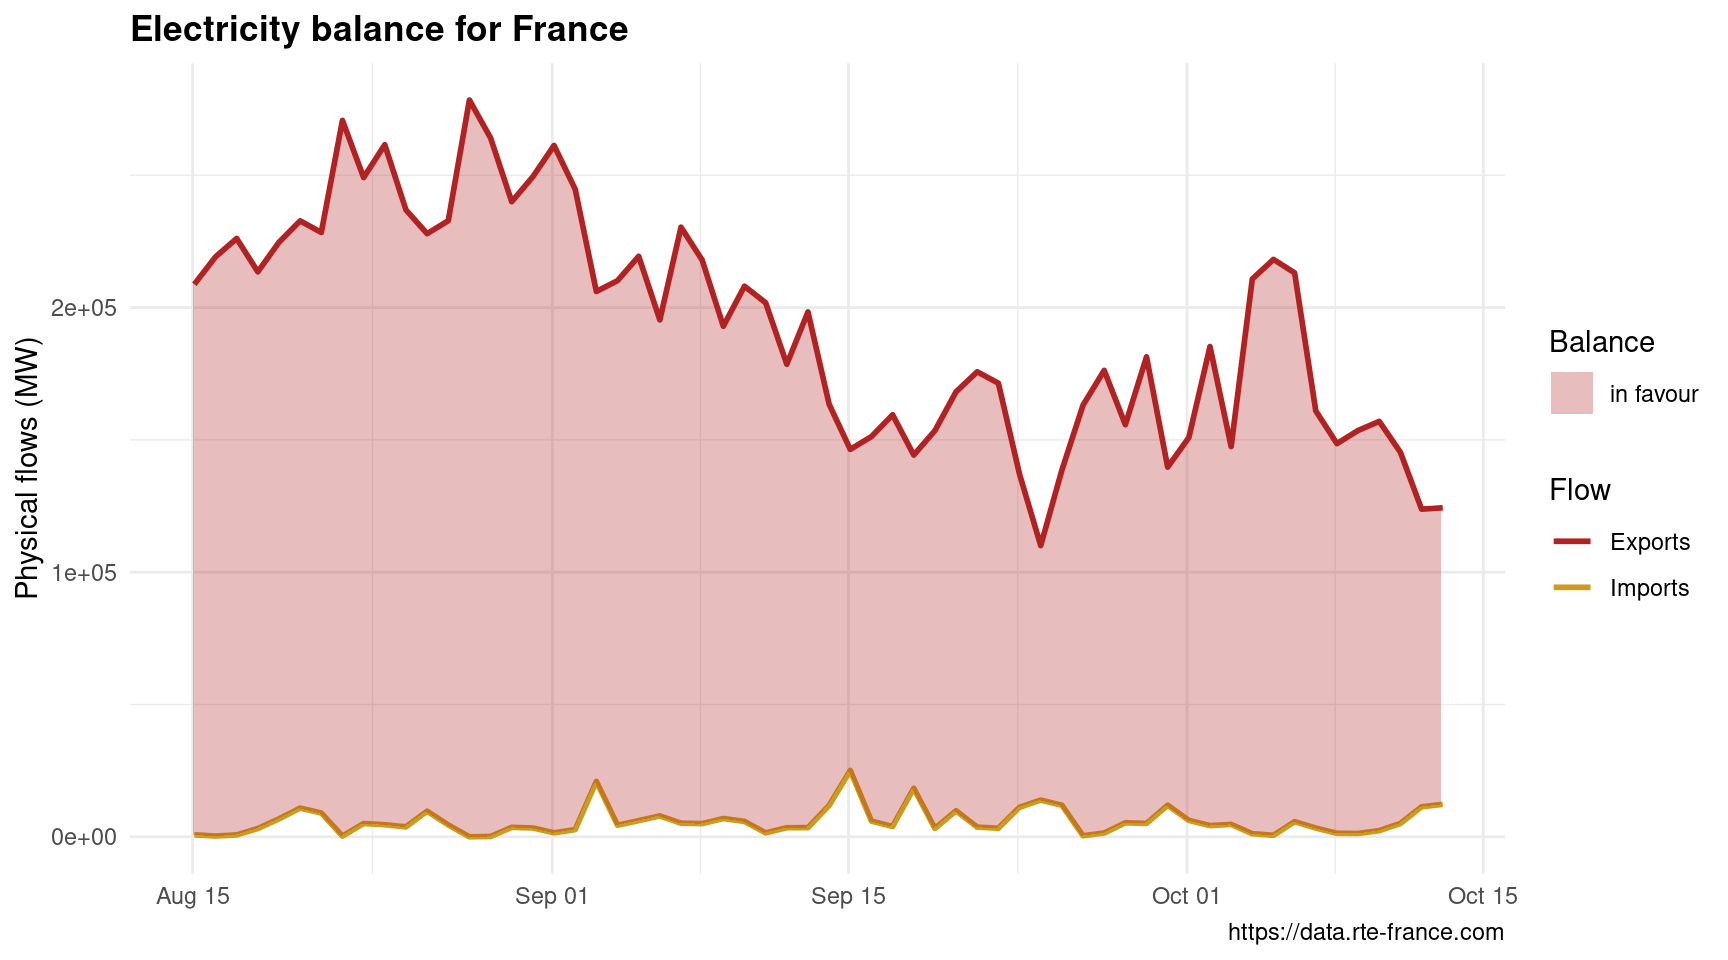 Electricity balance for France
Physical flows (MW)
2e+05
1e+05
0e+00
Aug 15
Sep 01
Sep 15
Oct 01
Oct 15
https://data.rte-france.com
Balance
in favour
Flow
Exports
Imports